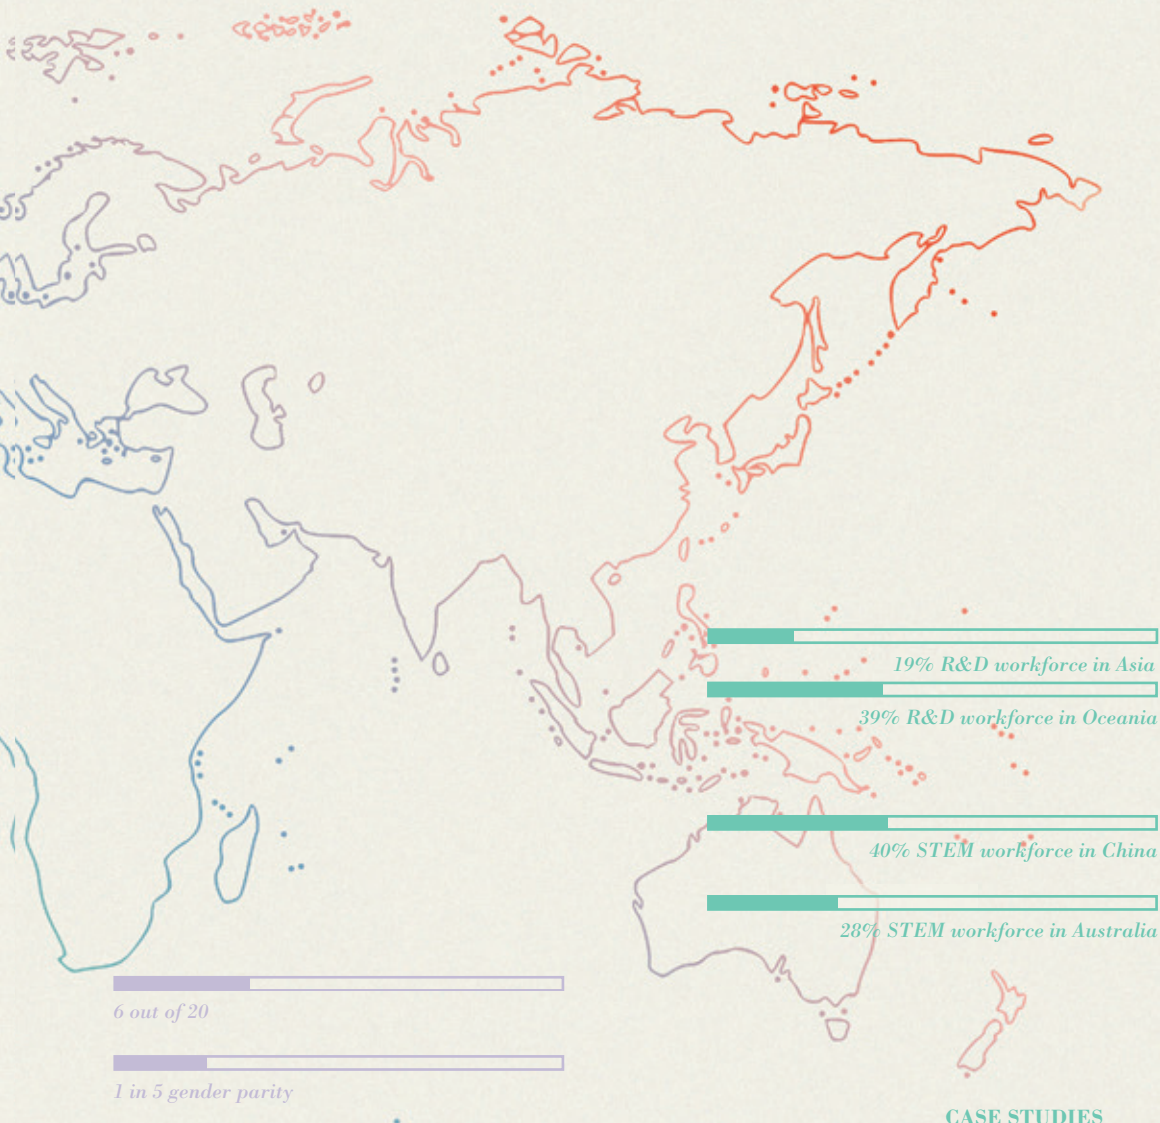 19% R&D workforce in Asia
39% R&D workforce in Oceania
40% STEM workforce in China
28% STEM workforce in Australia
6 out of 20
1 in 5 gender parity
CASE STUDIES